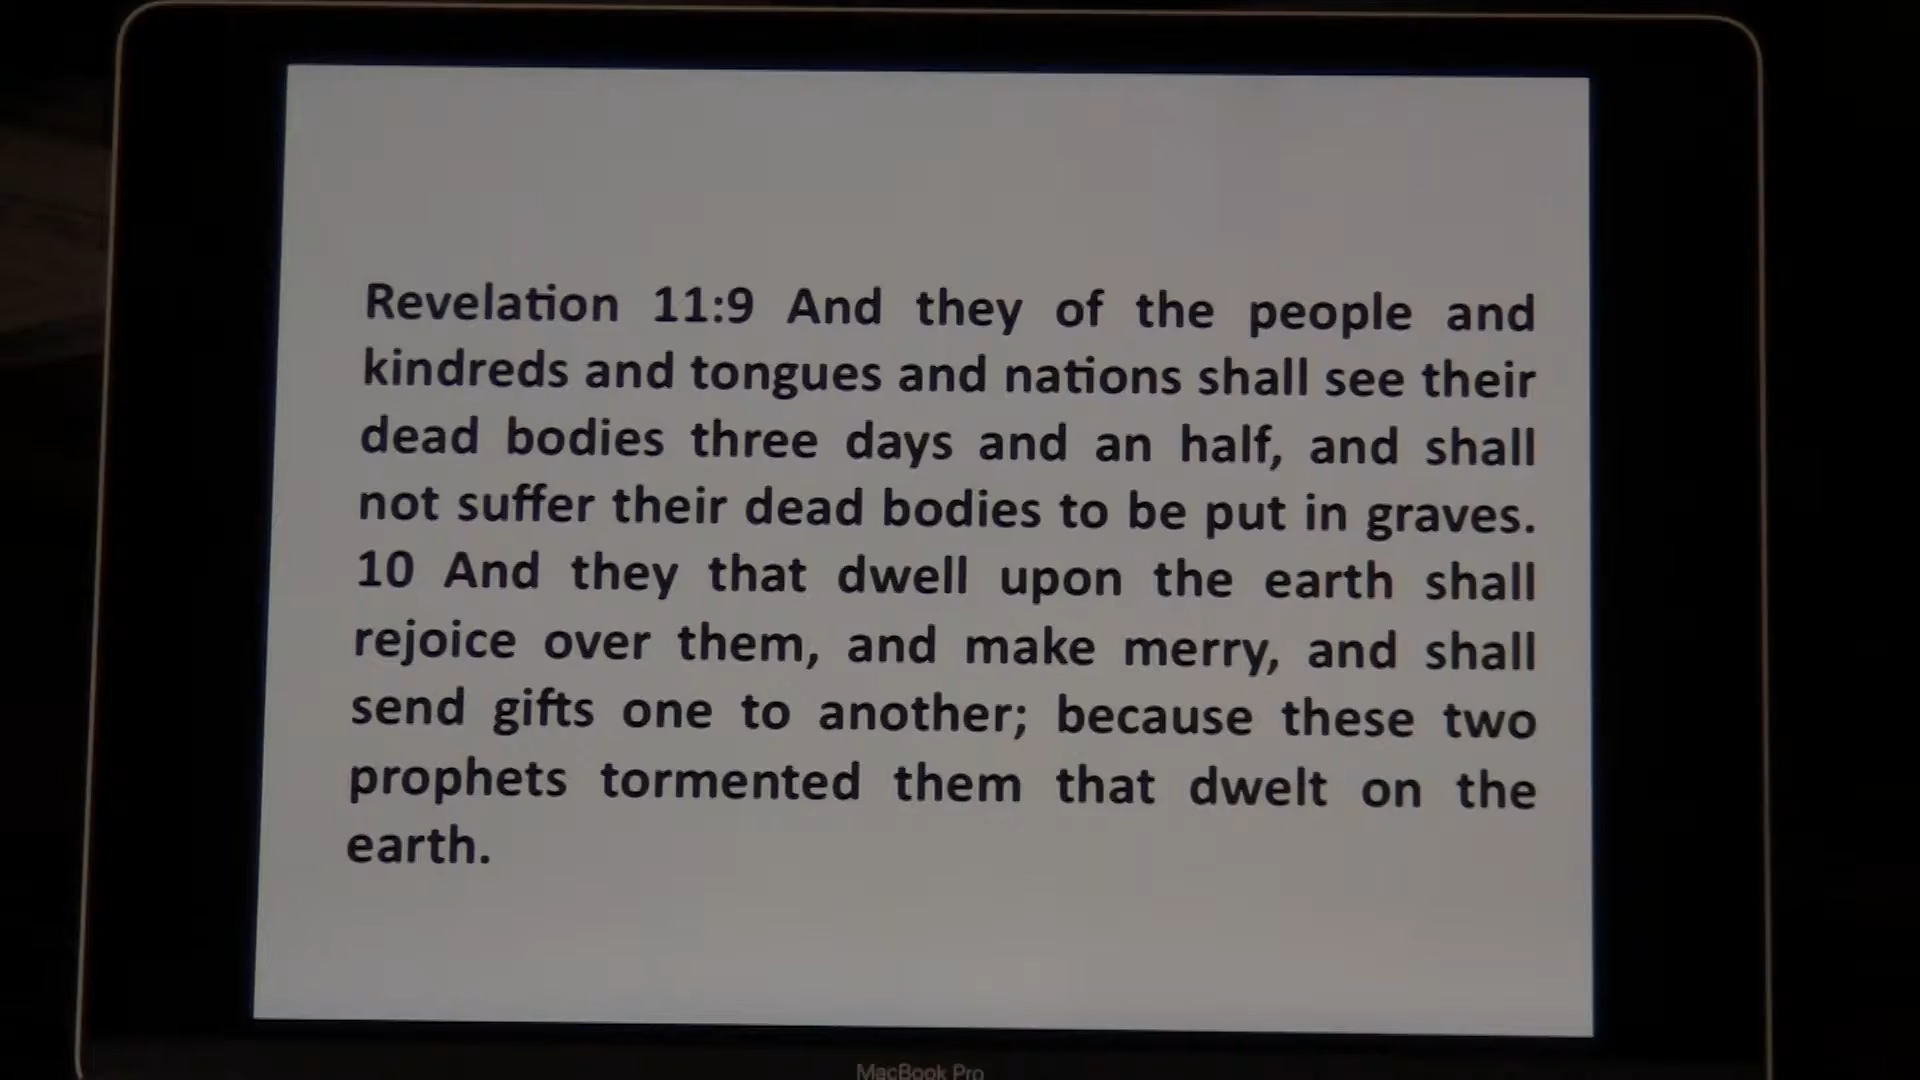 Revelation 11:9 And they of the people and
kindreds and tongues and nations shall see their
dead bodies three days and an half, and shall
not suffer their dead bodies to be put in graves.
10 And they that dwell upon the earth shall
rejoice over them, and make merry, and shall
send gifts one to another; because these two
prophets tormented them that dwelt on the
earth.
MacBook Pro